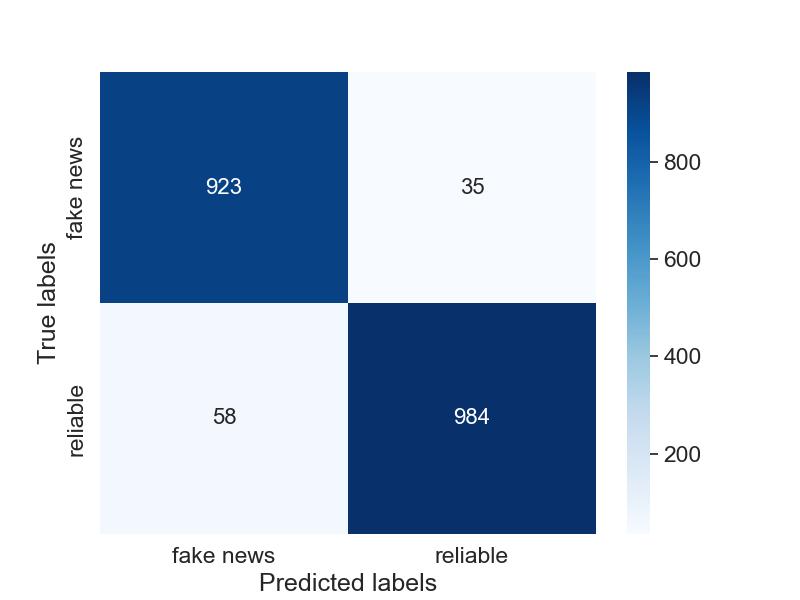 True labels
fake news
reliable
923
35
58
984
fake news
reliable
Predicted labels
800
600
400
200